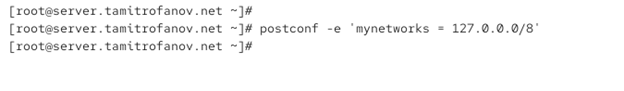 [root@server.tamitrofanov.net ~]#
[root@server.tamitrofanov.net ~]# postconf -e 'mynetworks = 127.0.0.0/8'
[root@server.tamitrofanov.net ~]#